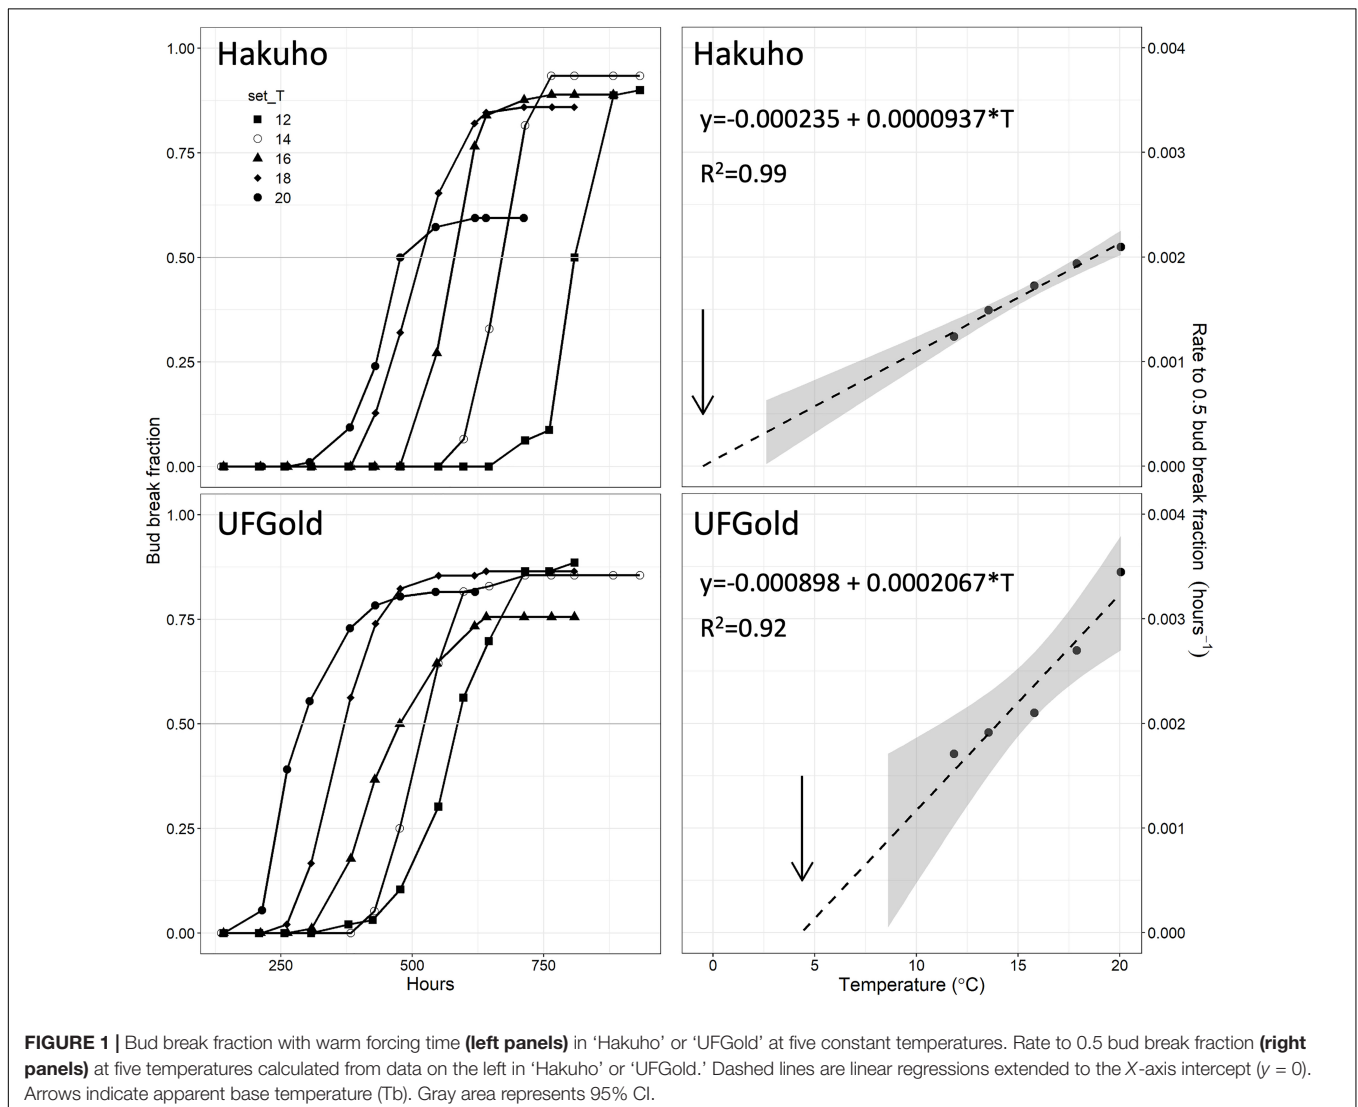 Hakuho
set_T
12
14
16
18
20
1.00
0.75
0.50
0.25
0.00
Hakuho
y=-0.000235 + 0.0000937*T
R²=0.99
0.004
0.003
0.002
0.001
0.000
Bud break fraction
UFGold
1.00
0.75
0.50
0.25
0.00
250 500 750
Hours
UFGold
y=-0.000898 + 0.0002067*T
R²=0.92
0.004
0.003
0.002
0.001
0.000
0 5 10 15 20
Temperature (°C)
Rate to 0.5 bud break fraction (hours⁻¹)
FIGURE 1 | Bud break fraction with warm forcing time (left panels) in ‘Hakuho’ or ‘UFGold’ at five constant temperatures. Rate to 0.5 bud break fraction (right
panels) at five temperatures calculated from data on the left in ‘Hakuho’ or ‘UFGold.’ Dashed lines are linear regressions extended to the X-axis intercept (y = 0).
Arrows indicate apparent base temperature (Tb). Gray area represents 95% CI.